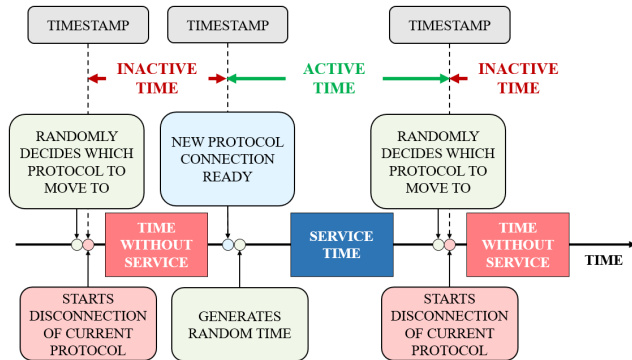 TIMESTAMP
TIMESTAMP
TIMESTAMP
INACTIVE
TIME
ACTIVE
TIME
INACTIVE
TIME
RANDOMLY
DECIDES WHICH
PROTOCOL TO
MOVE TO
NEW PROTOCOL
CONNECTION
READY
RANDOMLY
DECIDES WHICH
PROTOCOL TO
MOVE TO
TIME
WITHOUT
SERVICE
SERVICE
TIME
TIME
WITHOUT
SERVICE
TIME
STARTS
DISCONNECTION
OF CURRENT
PROTOCOL
GENERATES
RANDOM TIME
STARTS
DISCONNECTION
OF CURRENT
PROTOCOL